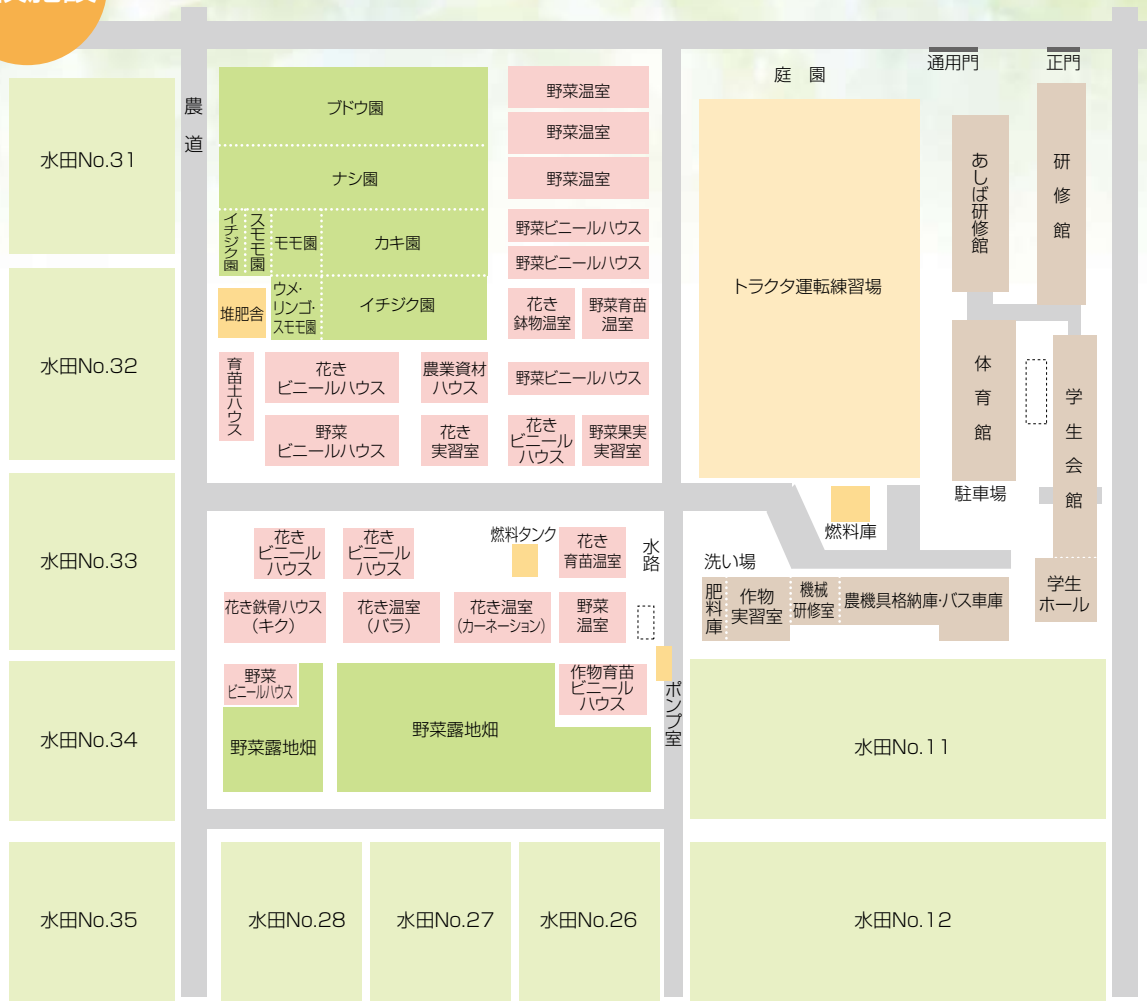 通用門
正門
庭園
農道
水田No.31
水田No.32
水田No.33
水田No.34
水田No.35
ブドウ園
ナシ園
イチジク園
スモモ園
モモ園
カキ園
堆肥舎
ウメ・
リンゴ・
スモモ園
イチジク園
野菜温室
野菜温室
野菜温室
野菜ビニールハウス
野菜ビニールハウス
花き
鉢物温室
野菜育苗
温室
育苗土ハウス
花き
ビニールハウス
農業資材
ハウス
野菜ビニールハウス
野菜
ビニールハウス
花き
実習室
花き
ビニール
ハウス
野菜果実
実習室
トラクタ運転練習場
あしば研修館
研修館
体育館
学生会館
駐車場
燃料庫
学生
ホール
花き
ビニール
ハウス
花き
ビニール
ハウス
燃料タンク
花き
育苗温室
水路
花き鉄骨ハウス
(キク)
花き温室
(バラ)
花き温室
(カーネーション)
野菜
温室
洗い場
肥料庫
作物
実習室
機械
研修室
農機具格納庫・バス車庫
野菜
ビニールハウス
野菜露地畑
野菜露地畑
作物育苗
ビニール
ハウス
ポンプ室
水田No.11
水田No.28
水田No.27
水田No.26
水田No.12